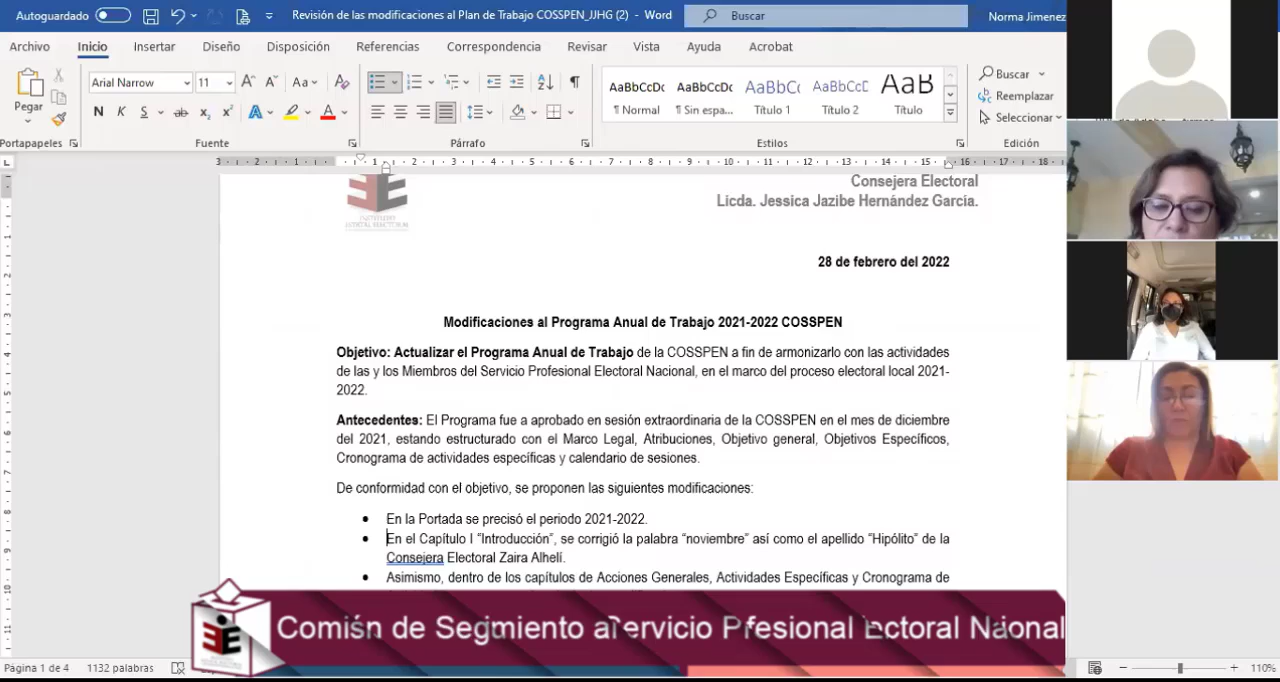 Autoguardado
Revisión de las modificaciones al Plan de Trabajo COSSPEN_JJHG (2) - Word
Buscar
Norma Jimenez
Archivo Inicio Insertar Diseño Disposición Referencias Correspondencia Revisar Vista Ayuda Acrobat
Pegar
Arial Narrow 11
AaBbCcDc AaBbCcDc AaBbCc AaBbCcD AaB
¶ Normal ¶ Sin espa... Título 1 Título 2 Título
Buscar
Reemplazar
Seleccionar
Portapapeles Fuente Párrafo Estilos Edición
Consejera Electoral
Licda. Jessica Jazibe Hernández García.
28 de febrero del 2022
Modificaciones al Programa Anual de Trabajo 2021-2022 COSSPEN
Objetivo: Actualizar el Programa Anual de Trabajo de la COSSPEN a fin de armonizarlo con las actividades
de las y los Miembros del Servicio Profesional Electoral Nacional, en el marco del proceso electoral local 2021-
2022.
Antecedentes: El Programa fue a aprobado en sesión extraordinaria de la COSSPEN en el mes de diciembre
del 2021, estando estructurado con el Marco Legal, Atribuciones, Objetivo general, Objetivos Específicos,
Cronograma de actividades específicas y calendario de sesiones.
De conformidad con el objetivo, se proponen las siguientes modificaciones:
• En la Portada se precisó el periodo 2021-2022.
• En el Capítulo I “Introducción”, se corrigió la palabra “noviembre” así como el apellido “Hipólito” de la
Consejera Electoral Zaira Alhelí.
• Asimismo, dentro de los capítulos de Acciones Generales, Actividades Específicas y Cronograma de
Comisón de Segmiento
Página 1 de 4 1132 palabras
110%